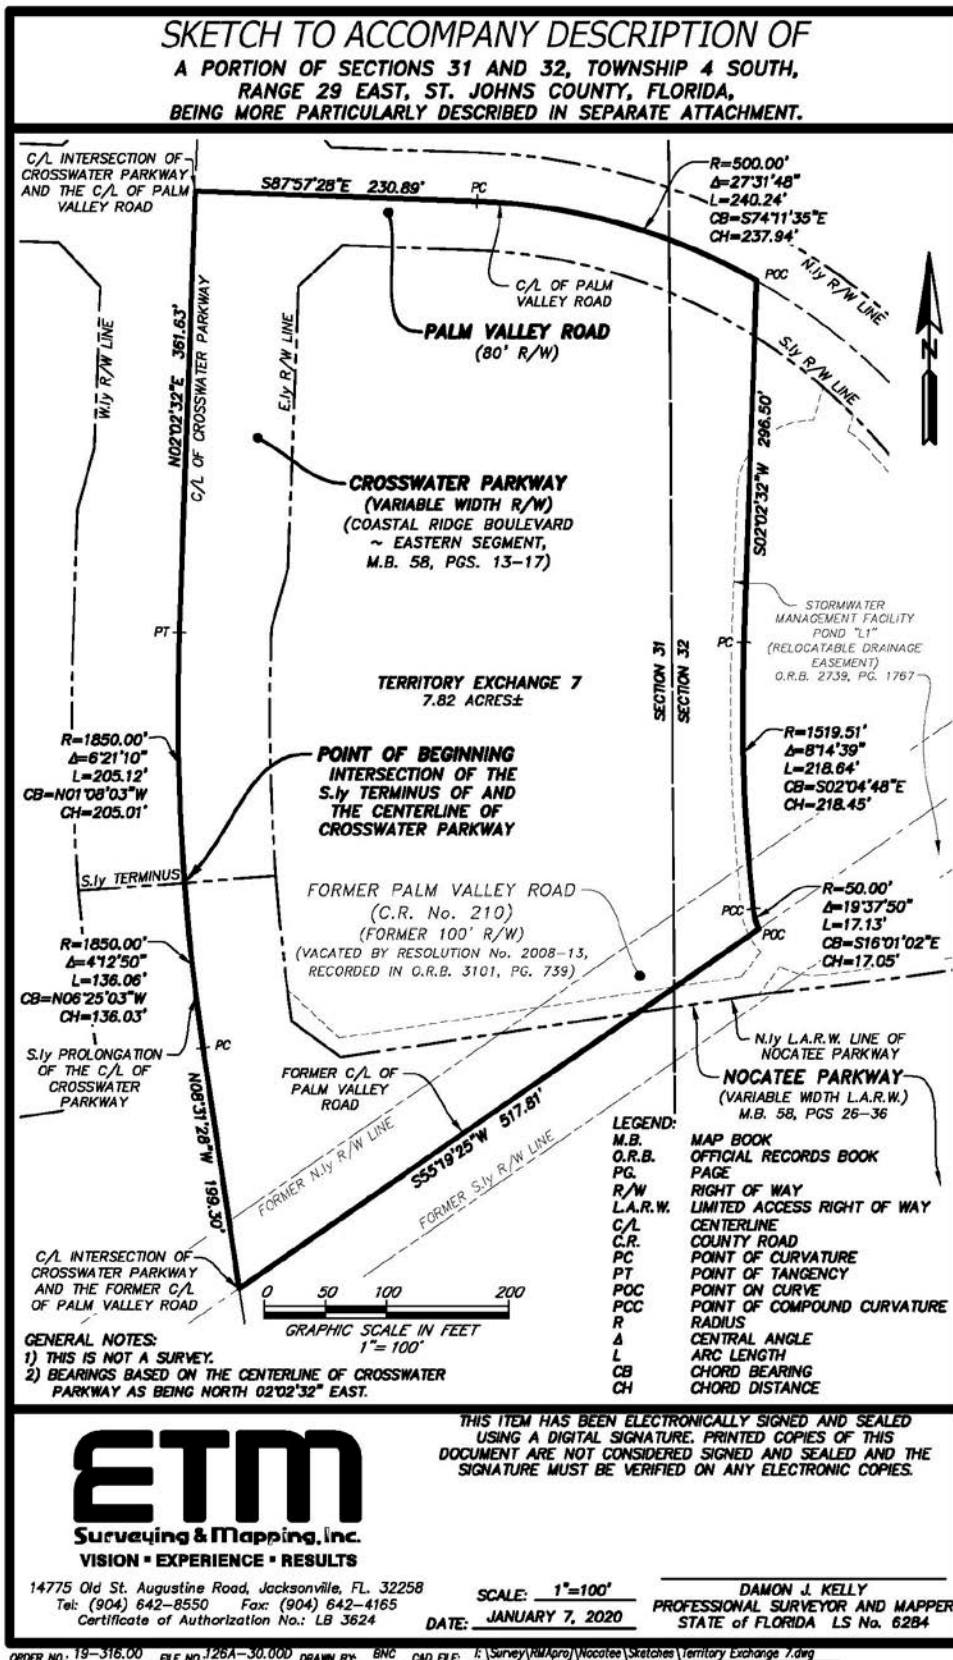 SKETCH TO ACCOMPANY DESCRIPTION OF
A PORTION OF SECTIONS 31 AND 32, TOWNSHIP 4 SOUTH,
RANGE 29 EAST, ST. JOHNS COUNTY, FLORIDA,
BEING MORE PARTICULARLY DESCRIBED IN SEPARATE ATTACHMENT.
C/L INTERSECTION OF
CROSSWATER PARKWAY
AND THE C/L OF PALM
VALLEY ROAD
S87°57'28"E 230.89'
PC
R=500.00'
Δ=27°31'48"
L=240.24'
CB=S74°11'35"E
CH=237.94'
POC
N.ly R/W LINE
S.ly R/W LINE
C/L OF PALM
VALLEY ROAD
PALM VALLEY ROAD
(80' R/W)
N
W.ly R/W LINE
N02°02'32"E 361.63'
C/L OF CROSSWATER PARKWAY
E.ly R/W LINE
CROSSWATER PARKWAY
(VARIABLE WIDTH R/W)
(COASTAL RIDGE BOULEVARD
~ EASTERN SEGMENT,
M.B. 58, PGS. 13-17)
S02°02'32"W 296.50'
STORMWATER
MANAGEMENT FACILITY
POND "L1"
(RELOCATABLE DRAINAGE
EASEMENT)
O.R.B. 2739, PG. 1767
PT
PC
SECTION 31
SECTION 32
TERRITORY EXCHANGE 7
7.82 ACRES±
R=1850.00'
Δ=6°21'10"
L=205.12'
CB=N01°08'03"W
CH=205.01'
POINT OF BEGINNING
INTERSECTION OF THE
S.ly TERMINUS OF AND
THE CENTERLINE OF
CROSSWATER PARKWAY
R=1519.51'
Δ=8°14'39"
L=218.64'
CB=S02°04'48"E
CH=218.45'
S.ly TERMINUS
FORMER PALM VALLEY ROAD
(C.R. No. 210)
(FORMER 100' R/W)
(VACATED BY RESOLUTION No. 2008-13,
RECORDED IN O.R.B. 3101, PG. 739)
PCC
POC
R=50.00'
Δ=19°37'50"
L=17.13'
CB=S16°01'02"E
CH=17.05'
R=1850.00'
Δ=4°12'50"
L=136.06'
CB=N06°25'03"W
CH=136.03'
S.ly PROLONGATION
OF THE C/L OF
CROSSWATER
PARKWAY
PC
N.ly L.A.R.W. LINE OF
NOCATEE PARKWAY
NOCATEE PARKWAY
(VARIABLE WIDTH L.A.R.W.)
M.B. 58, PGS 26-36
FORMER C/L OF
PALM VALLEY
ROAD
N08°31'28"W 199.30'
FORMER N.ly R/W LINE
S55°19'25"W 517.81'
FORMER S.ly R/W LINE
C/L INTERSECTION OF
CROSSWATER PARKWAY
AND THE FORMER C/L
OF PALM VALLEY ROAD
LEGEND:
M.B. MAP BOOK
O.R.B. OFFICIAL RECORDS BOOK
PG. PAGE
R/W RIGHT OF WAY
L.A.R.W. LIMITED ACCESS RIGHT OF WAY
C/L CENTERLINE
C.R. COUNTY ROAD
PC POINT OF CURVATURE
PT POINT OF TANGENCY
POC POINT ON CURVE
PCC POINT OF COMPOUND CURVATURE
R RADIUS
Δ CENTRAL ANGLE
L ARC LENGTH
CB CHORD BEARING
CH CHORD DISTANCE
0 50 100 200
GRAPHIC SCALE IN FEET
1"= 100'
GENERAL NOTES:
1) THIS IS NOT A SURVEY.
2) BEARINGS BASED ON THE CENTERLINE OF CROSSWATER
PARKWAY AS BEING NORTH 02°02'32" EAST.
THIS ITEM HAS BEEN ELECTRONICALLY SIGNED AND SEALED
USING A DIGITAL SIGNATURE. PRINTED COPIES OF THIS
DOCUMENT ARE NOT CONSIDERED SIGNED AND SEALED AND THE
SIGNATURE MUST BE VERIFIED ON ANY ELECTRONIC COPIES.
ETM
Surveying & Mapping, Inc.
VISION ▪ EXPERIENCE ▪ RESULTS
14775 Old St. Augustine Road, Jacksonville, FL. 32258
Tel: (904) 642-8550 Fax: (904) 642-4165
Certificate of Authorization No.: LB 3624
SCALE: 1"=100'
DATE: JANUARY 7, 2020
DAMON J. KELLY
PROFESSIONAL SURVEYOR AND MAPPER
STATE of FLORIDA LS No. 6284
ORDER NO.: 19-316.00 FILE NO.: 126A-30.00D DRAWN BY: BNC CAD FILE: I:\Survey\RMApro\Nocatee\Sketches\Territory Exchange 7.dwg